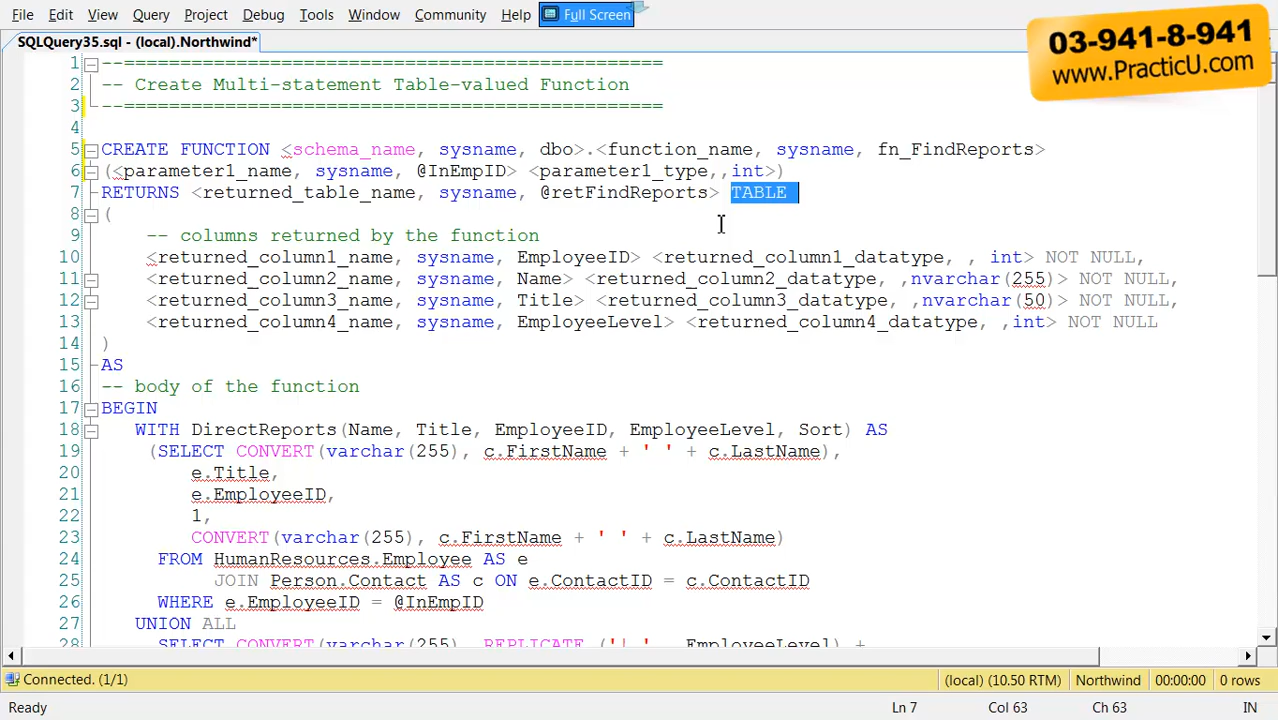 File Edit View Query Project Debug Tools Window Community Help Full Screen
03-941-8-941
www.PracticU.com
SQLQuery35.sql - (local).Northwind*
1 --==================================================
2 -- Create Multi-statement Table-valued Function
3 --==================================================
4
5 CREATE FUNCTION <schema_name, sysname, dbo>.<function_name, sysname, fn_FindReports>
6 (<parameter1_name, sysname, @InEmpID> <parameter1_type,,int>)
7 RETURNS <returned_table_name, sysname, @retFindReports> TABLE
8 (
9 -- columns returned by the function
10 <returned_column1_name, sysname, EmployeeID> <returned_column1_datatype, , int> NOT NULL,
11 <returned_column2_name, sysname, Name> <returned_column2_datatype, ,nvarchar(255)> NOT NULL,
12 <returned_column3_name, sysname, Title> <returned_column3_datatype, ,nvarchar(50)> NOT NULL,
13 <returned_column4_name, sysname, EmployeeLevel> <returned_column4_datatype, ,int> NOT NULL
14 )
15 AS
16 -- body of the function
17 BEGIN
18 WITH DirectReports(Name, Title, EmployeeID, EmployeeLevel, Sort) AS
19 (SELECT CONVERT(varchar(255), c.FirstName + ' ' + c.LastName),
20 e.Title,
21 e.EmployeeID,
22 1,
23 CONVERT(varchar(255), c.FirstName + ' ' + c.LastName)
24 FROM HumanResources.Employee AS e
25 JOIN Person.Contact AS c ON e.ContactID = c.ContactID
26 WHERE e.EmployeeID = @InEmpID
27 UNION ALL
28 SELECT CONVERT(varchar(255), REPLICATE ('| ' , EmployeeLevel) +
Connected. (1/1) (local) (10.50 RTM) Northwind 00:00:00 0 rows
Ready Ln 7 Col 63 Ch 63 IN